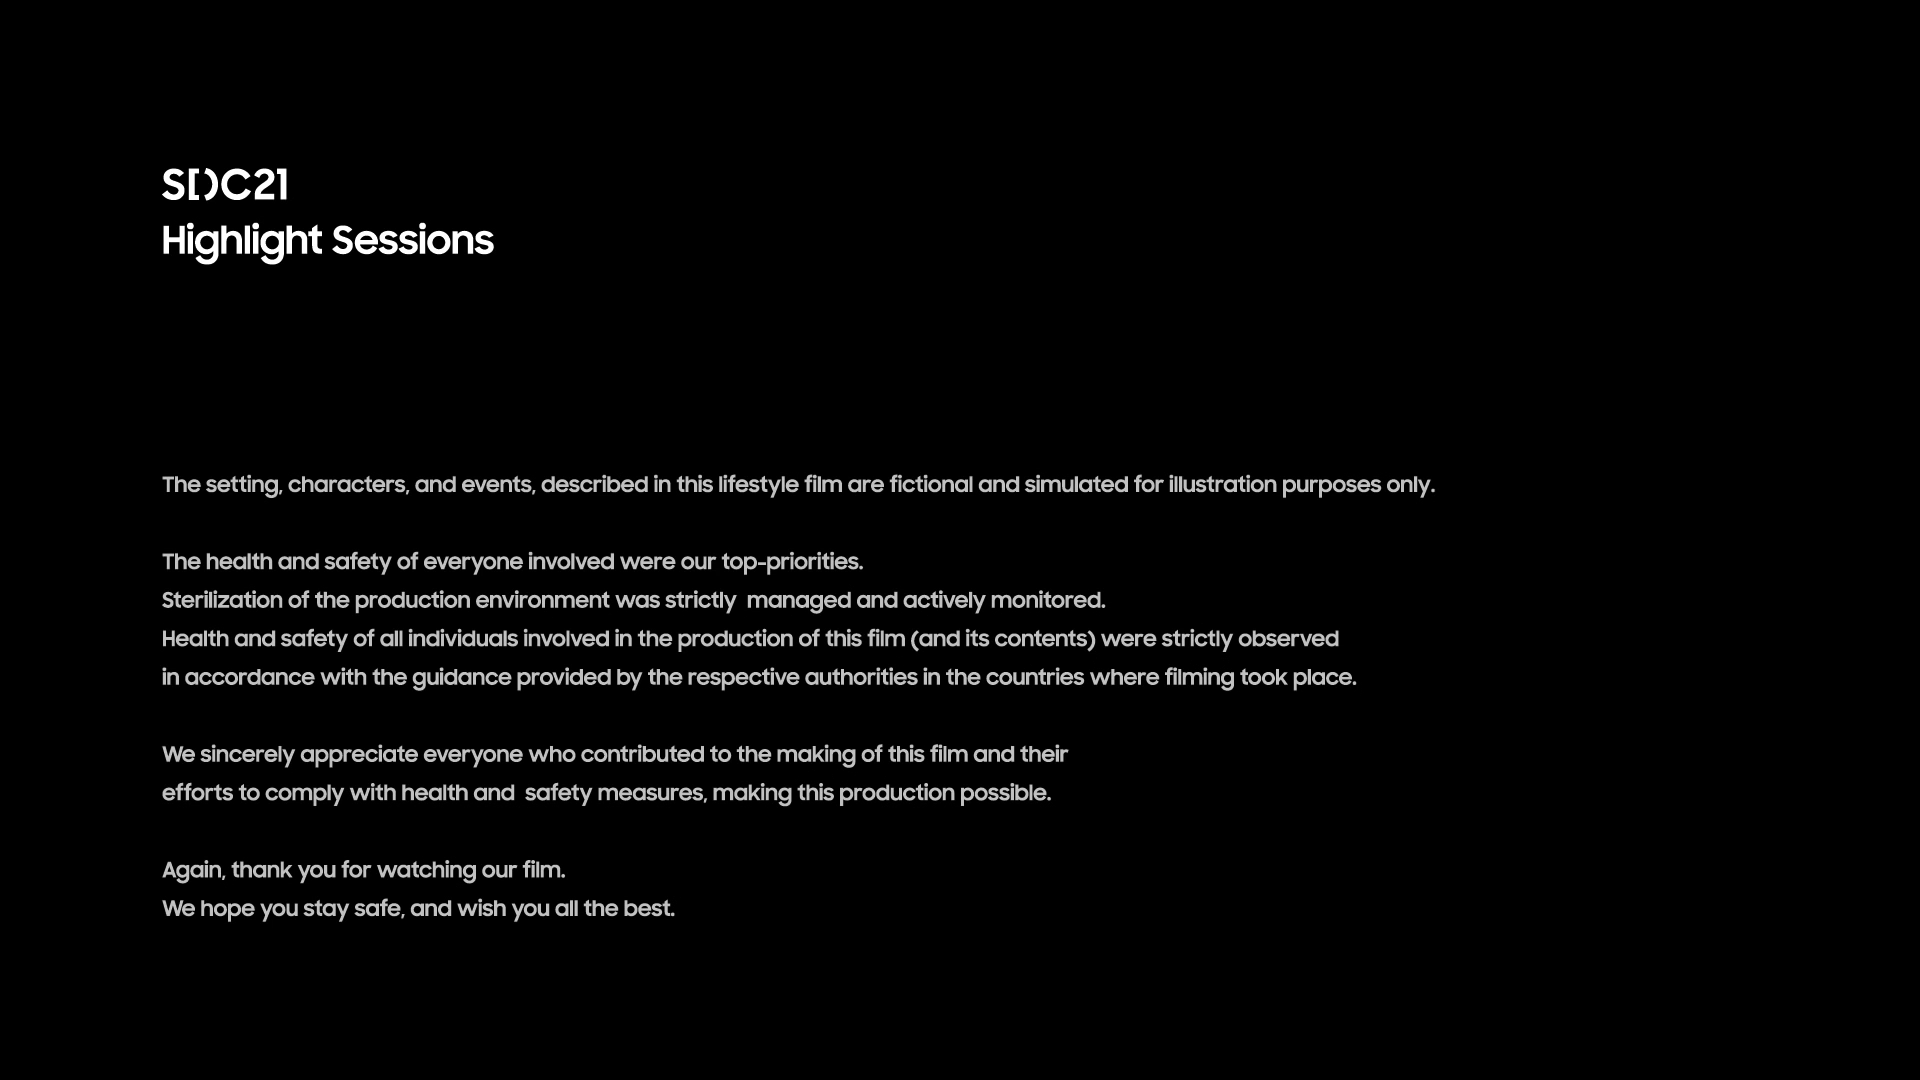 SDC21
Highlight Sessions
The setting, characters, and events, described in this lifestyle film are fictional and simulated for illustration purposes only.
The health and safety of everyone involved were our top-priorities.
Sterilization of the production environment was strictly  managed and actively monitored.
Health and safety of all individuals involved in the production of this film (and its contents) were strictly observed
in accordance with the guidance provided by the respective authorities in the countries where filming took place.
We sincerely appreciate everyone who contributed to the making of this film and their
efforts to comply with health and  safety measures, making this production possible.
Again, thank you for watching our film.
We hope you stay safe, and wish you all the best.